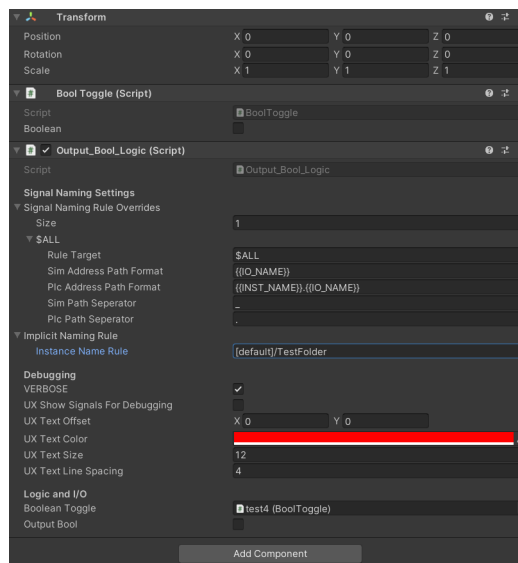 Transform
Position X 0 Y 0 Z 0
Rotation X 0 Y 0 Z 0
Scale X 1 Y 1 Z 1
# Bool Toggle (Script)
Script # BoolToggle
Boolean
# Output_Bool_Logic (Script)
Script # Output_Bool_Logic
Signal Naming Settings
Signal Naming Rule Overrides
Size 1
$ALL
Rule Target $ALL
Sim Address Path Format {{IO_NAME}}
Plc Address Path Format {{INST_NAME}}.{{IO_NAME}}
Sim Path Seperator _
Plc Path Seperator .
Implicit Naming Rule
Instance Name Rule [default]/TestFolder
Debugging
VERBOSE
UX Show Signals For Debugging
UX Text Offset X 0 Y 0
UX Text Color
UX Text Size 12
UX Text Line Spacing 4
Logic and I/O
Boolean Toggle # test4 (BoolToggle)
Output Bool
Add Component